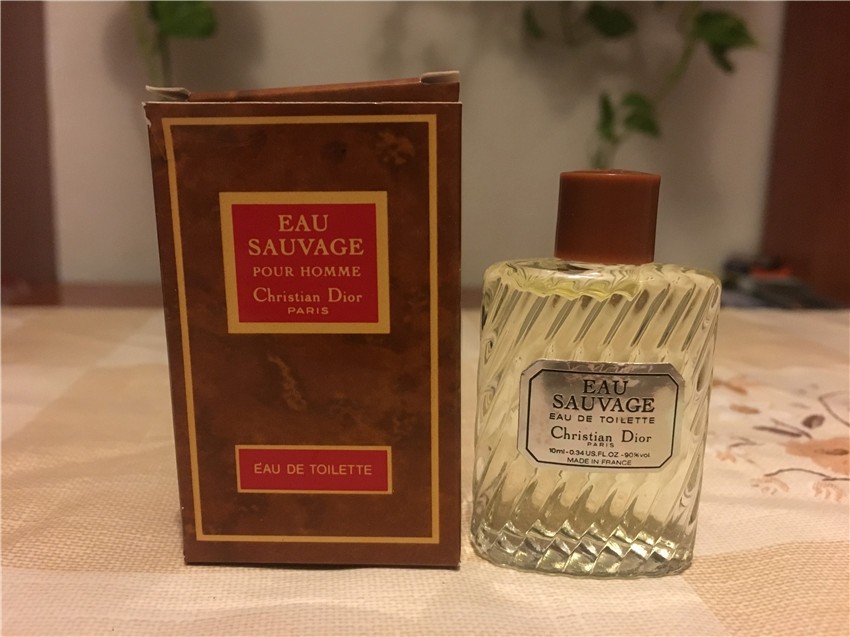 EAU
SAUVAGE
POUR HOMME
Christian Dior
PARIS
EAU DE TOILETTE
EAU
SAUVAGE
EAU DE TOILETTE
Christian Dior
PARIS
10ml-0.34 US.FL.OZ-90%vol.
MADE IN FRANCE